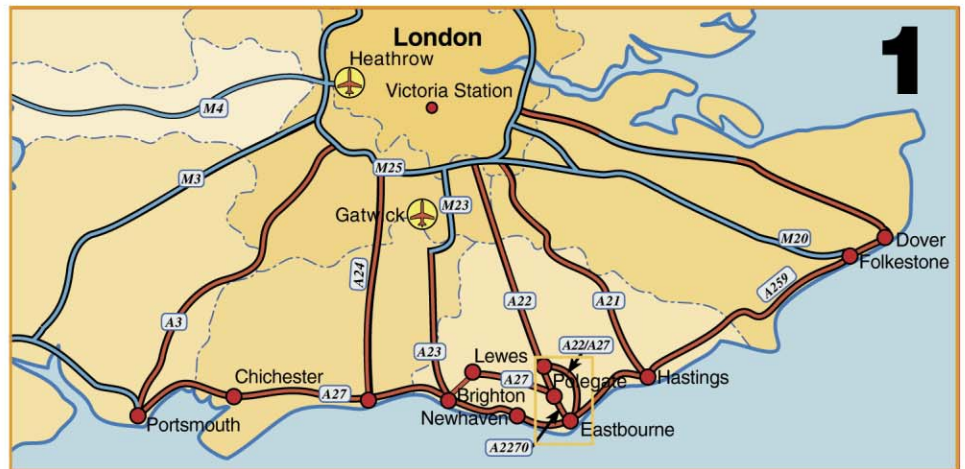 London
1
Heathrow
Victoria Station
M4
M3
M25
Gatwick
M23
M20
Dover
Folkestone
A24
A259
A22
A21
A3
A23
A22/A27
Lewes
Chichester
A27
A27
Polegate
Hastings
Brighton
Portsmouth
Newhaven
Eastbourne
A2270